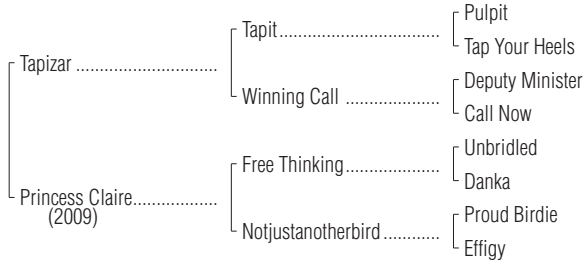 Pulpit
Tapit
Tap Your Heels
Tapizar
Deputy Minister
Winning Call
Call Now
Unbridled
Free Thinking
Danka
Princess Claire
(2009)
Proud Birdie
Notjustanotherbird
Effigy